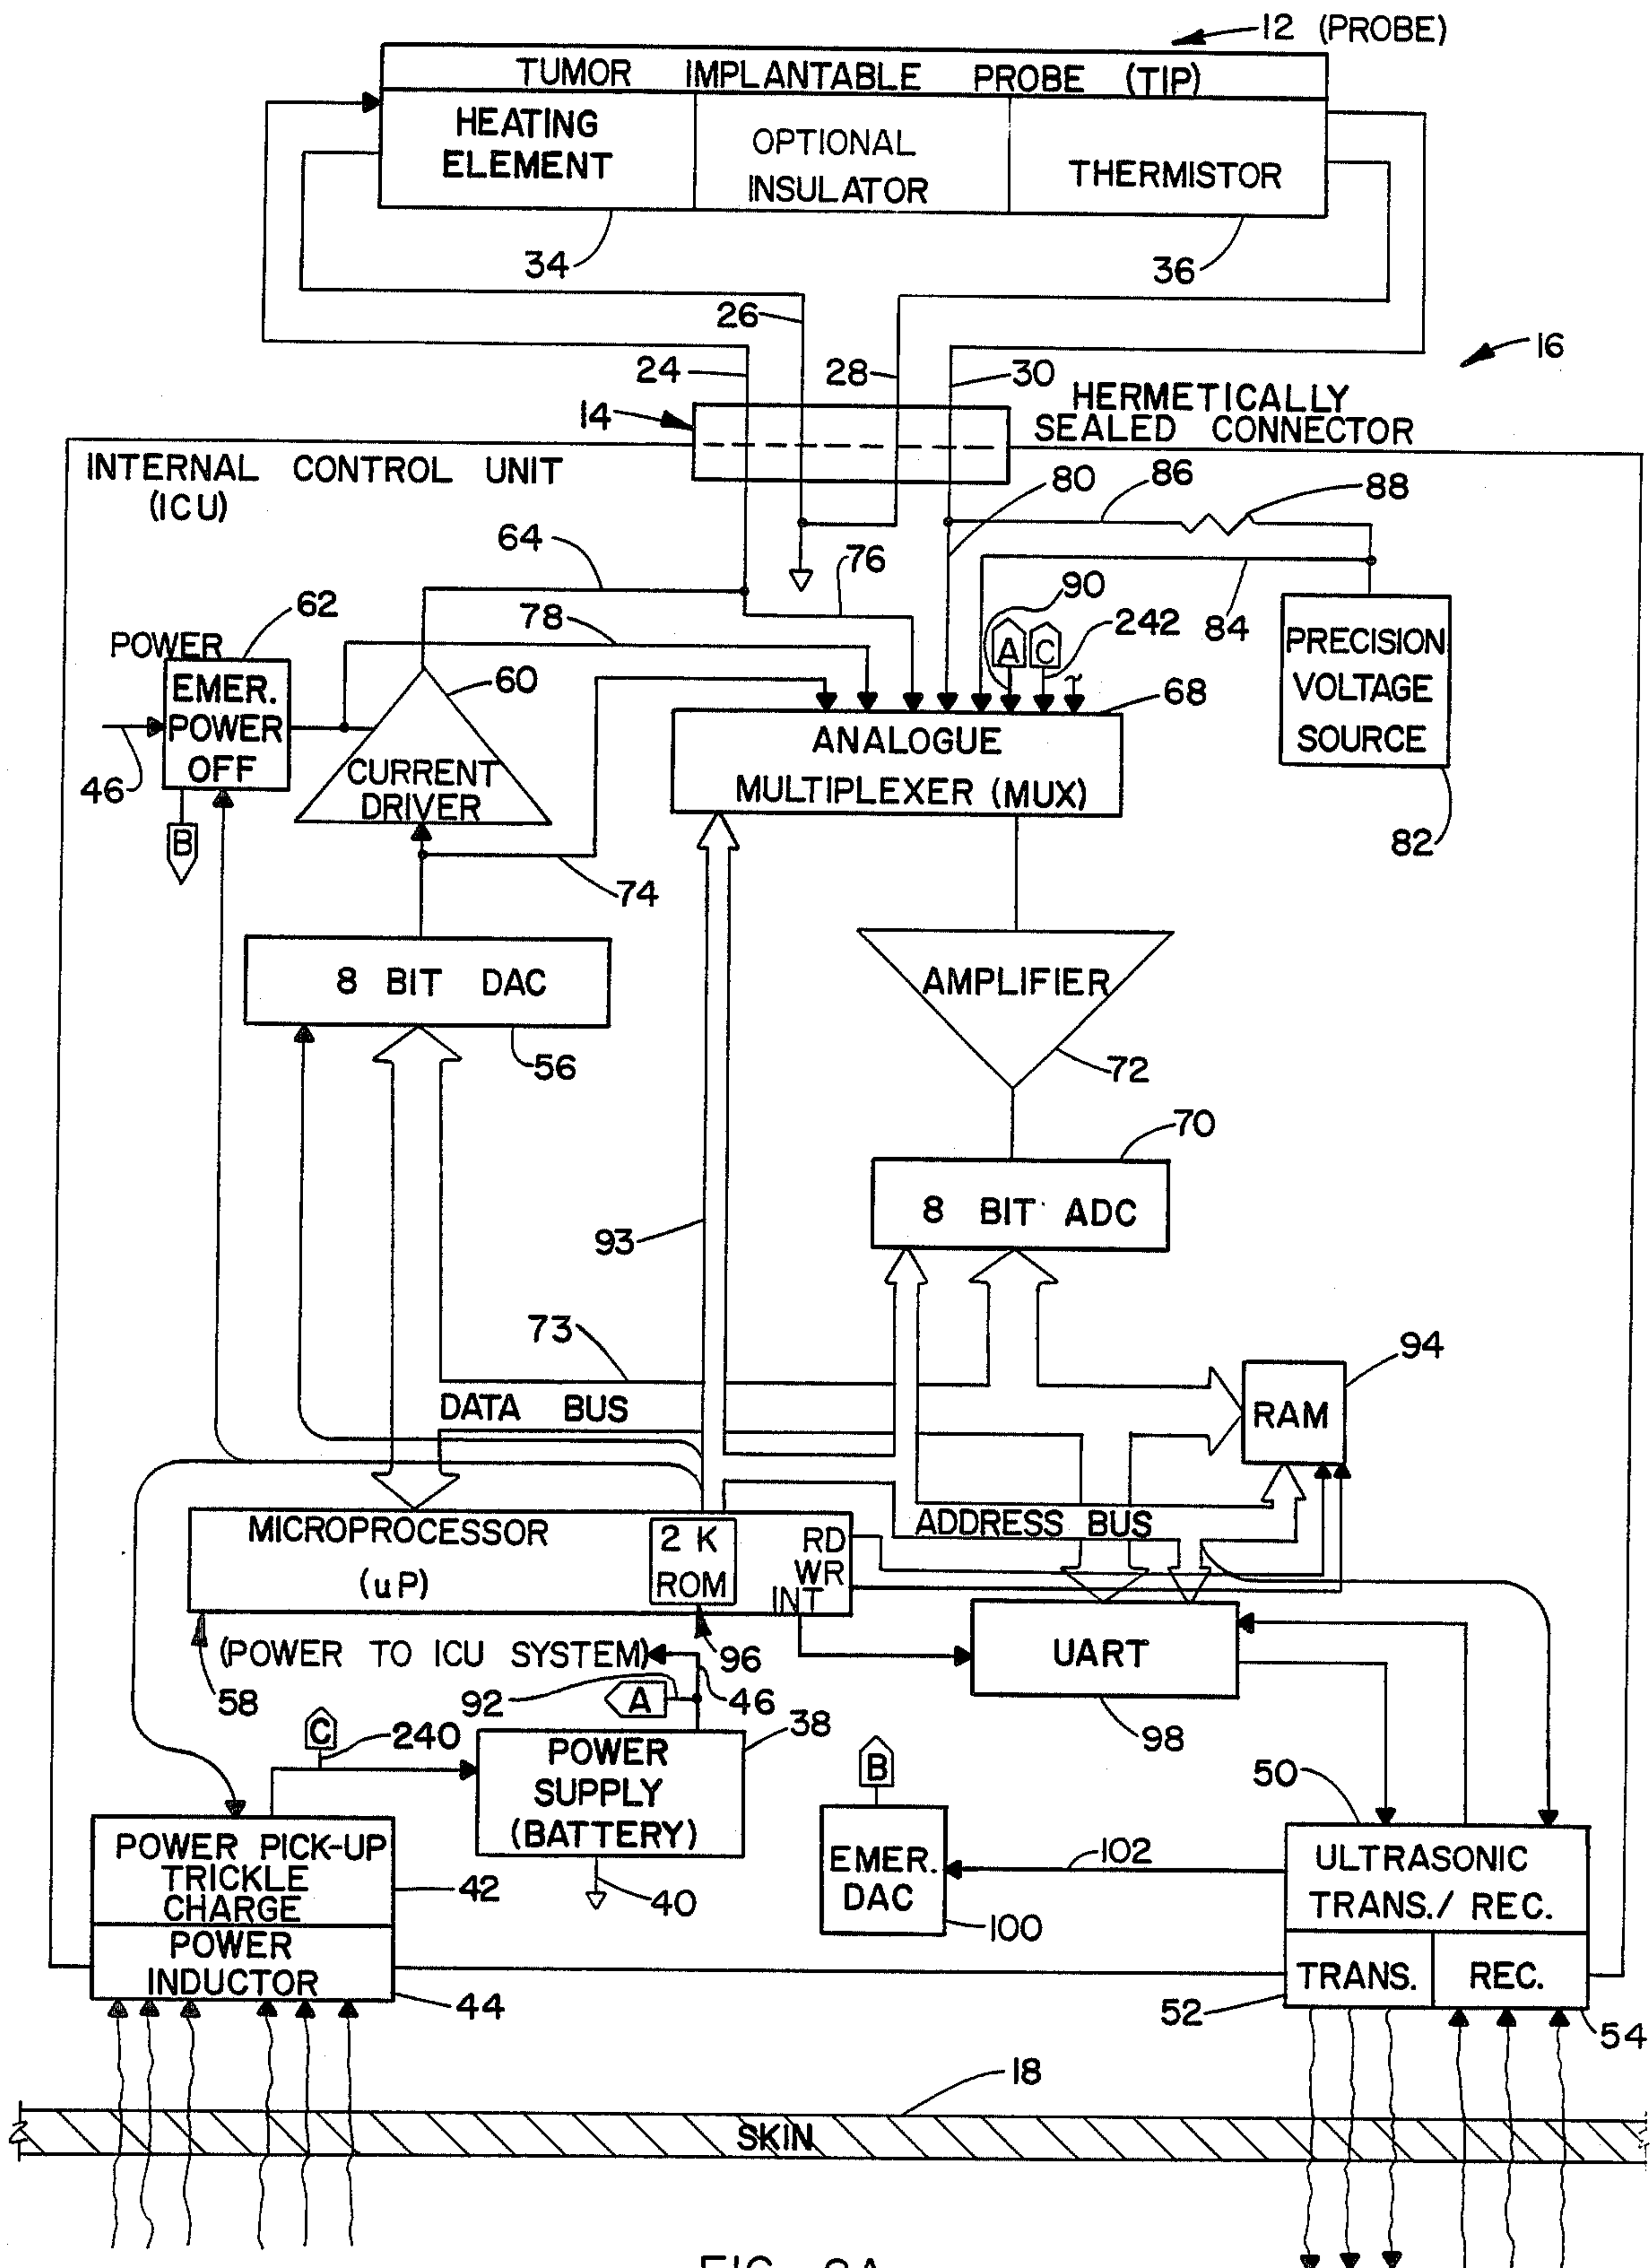 12 (PROBE)
TUMOR IMPLANTABLE PROBE (TIP)
HEATING
ELEMENT
OPTIONAL
INSULATOR
THERMISTOR
34
36
26
24
28
30
16
14
HERMETICALLY
SEALED CONNECTOR
INTERNAL CONTROL UNIT
(ICU)
80
86
88
64
76
90
62
78
242
84
POWER
EMER.
POWER
OFF
46
B
60
CURRENT
DRIVER
A
C
68
ANALOGUE
MULTIPLEXER (MUX)
PRECISION
VOLTAGE
SOURCE
82
74
8 BIT DAC
56
AMPLIFIER
72
70
8 BIT ADC
93
73
94
DATA BUS
RAM
MICROPROCESSOR
(uP)
2 K
ROM
RD
WR
INT
ADDRESS BUS
(POWER TO ICU SYSTEM)
96
UART
58
92
A
46
98
C
240
38
POWER
SUPPLY
(BATTERY)
B
50
POWER PICK-UP
TRICKLE
CHARGE
42
40
EMER.
DAC
100
102
ULTRASONIC
TRANS./ REC.
POWER
INDUCTOR
44
TRANS.
REC.
52
54
18
SKIN